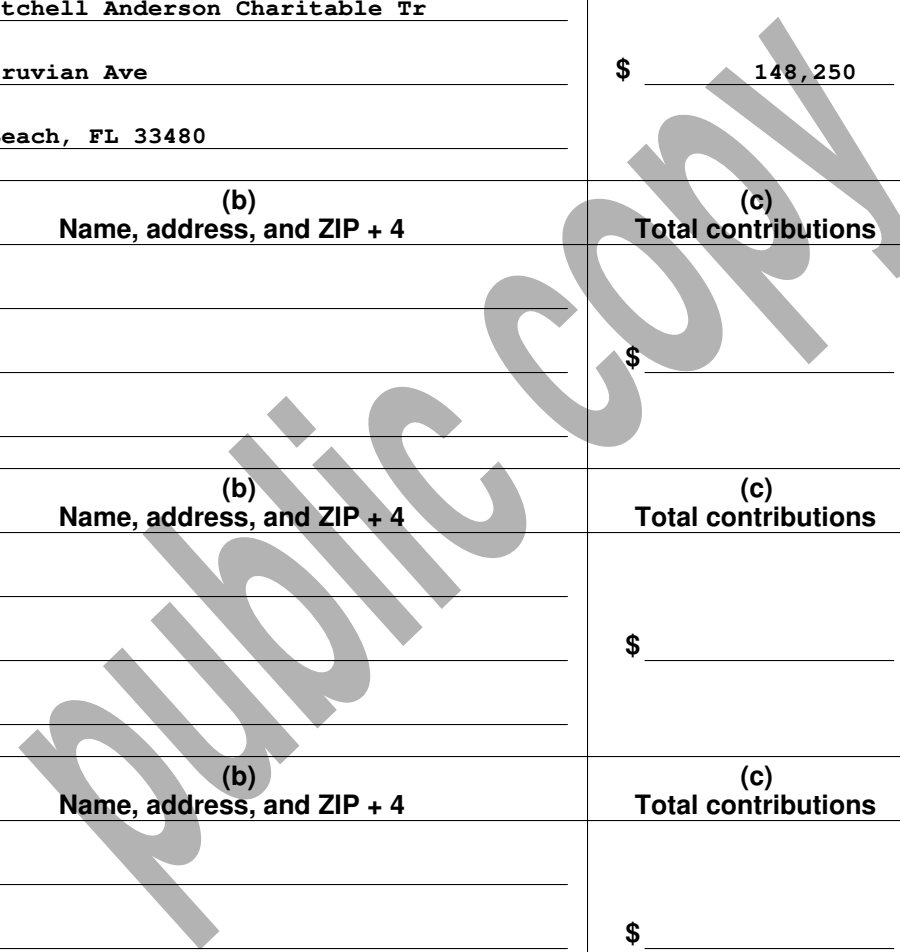 tchell Anderson Charitable Tr
ruvian Ave
$ 148,250
each, FL 33480
(b) (c)
Name, address, and ZIP + 4 Total contributions
$
(b) (c)
Name, address, and ZIP + 4 Total contributions
$
(b) (c)
Name, address, and ZIP + 4 Total contributions
$
public copy